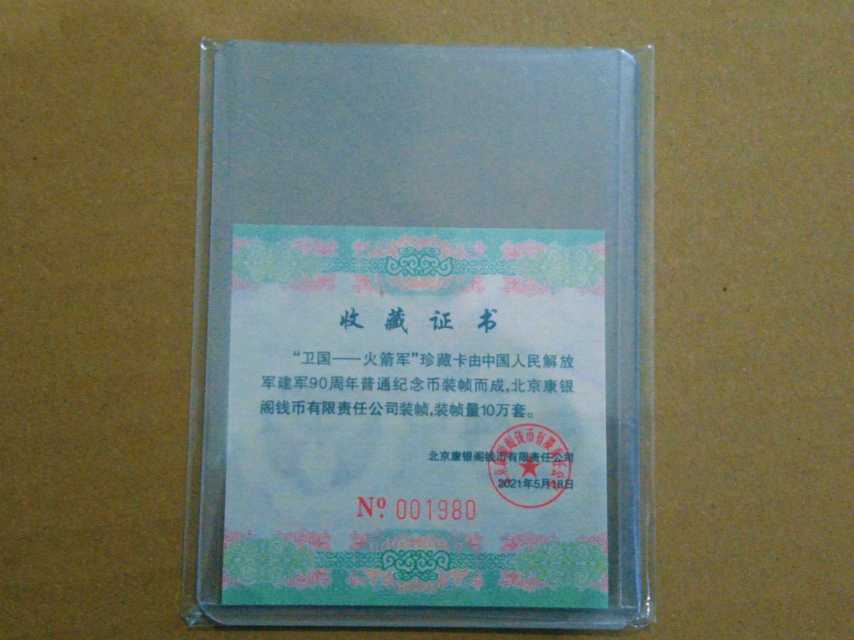 收藏证书
“卫国——火箭军”珍藏卡由中国人民解放
军建军90周年普通纪念币装帧而成,北京康银
阁钱币有限责任公司装帧,装帧量10万套。
北京康银阁钱币有限责任公司
2021年5月18日
Nº 001980